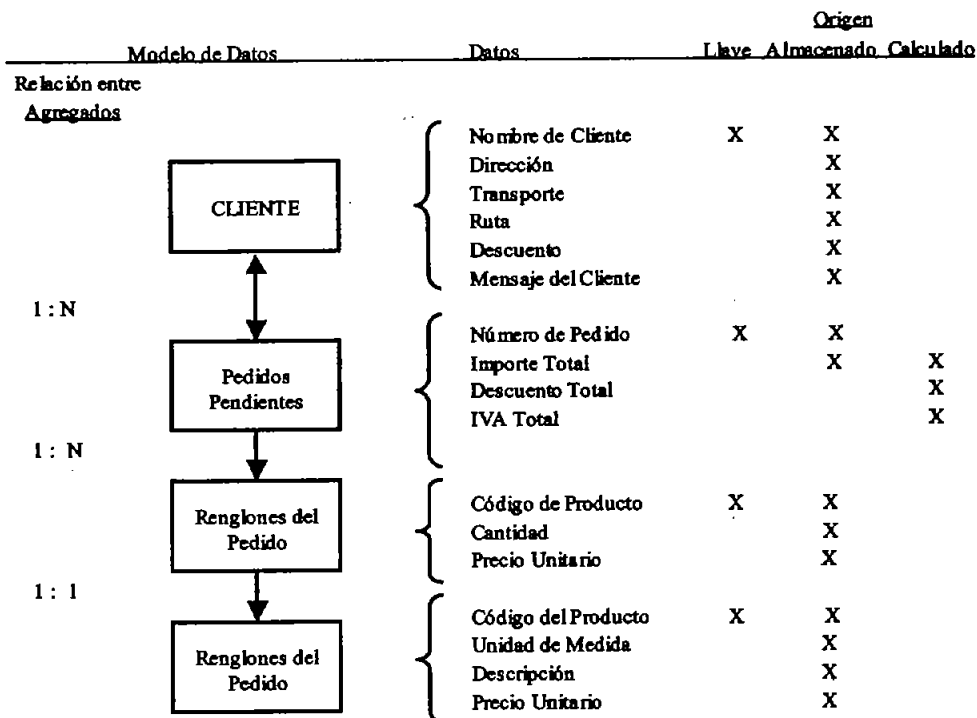 Origen
Modelo de Datos Datos Llave Almacenado Calculado
Relación entre
Agregados
Nombre de Cliente X X
Dirección X
Transporte X
CLIENTE
Ruta X
Descuento X
Mensaje del Cliente X
1 : N
Número de Pedido X X
Importe Total X X
Pedidos
Pendientes
Descuento Total X
IVA Total X
1 : N
Renglones del
Pedido
Código de Producto X X
Cantidad X
Precio Unitario X
1 : 1
Código del Producto X X
Unidad de Medida X
Renglones del
Pedido
Descripción X
Precio Unitario X